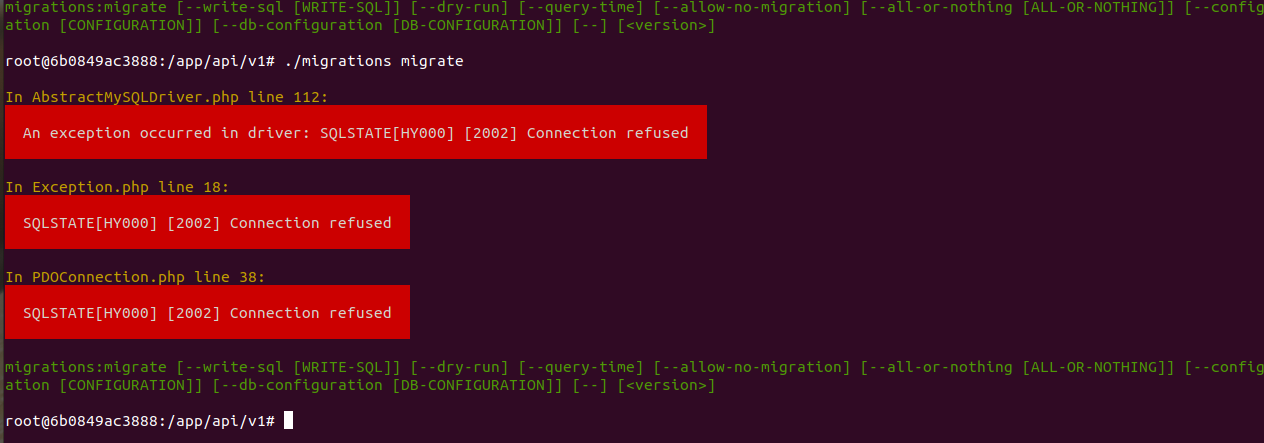 migrations:migrate [--write-sql [WRITE-SQL]] [--dry-run] [--query-time] [--allow-no-migration] [--all-or-nothing [ALL-OR-NOTHING]] [--config
ation [CONFIGURATION]] [--db-configuration [DB-CONFIGURATION]] [--] [<version>]
root@6b0849ac3888:/app/api/v1# ./migrations migrate
In AbstractMySQLDriver.php line 112:
An exception occurred in driver: SQLSTATE[HY000] [2002] Connection refused
In Exception.php line 18:
SQLSTATE[HY000] [2002] Connection refused
In PDOConnection.php line 38:
SQLSTATE[HY000] [2002] Connection refused
migrations:migrate [--write-sql [WRITE-SQL]] [--dry-run] [--query-time] [--allow-no-migration] [--all-or-nothing [ALL-OR-NOTHING]] [--config
ation [CONFIGURATION]] [--db-configuration [DB-CONFIGURATION]] [--] [<version>]
root@6b0849ac3888:/app/api/v1#